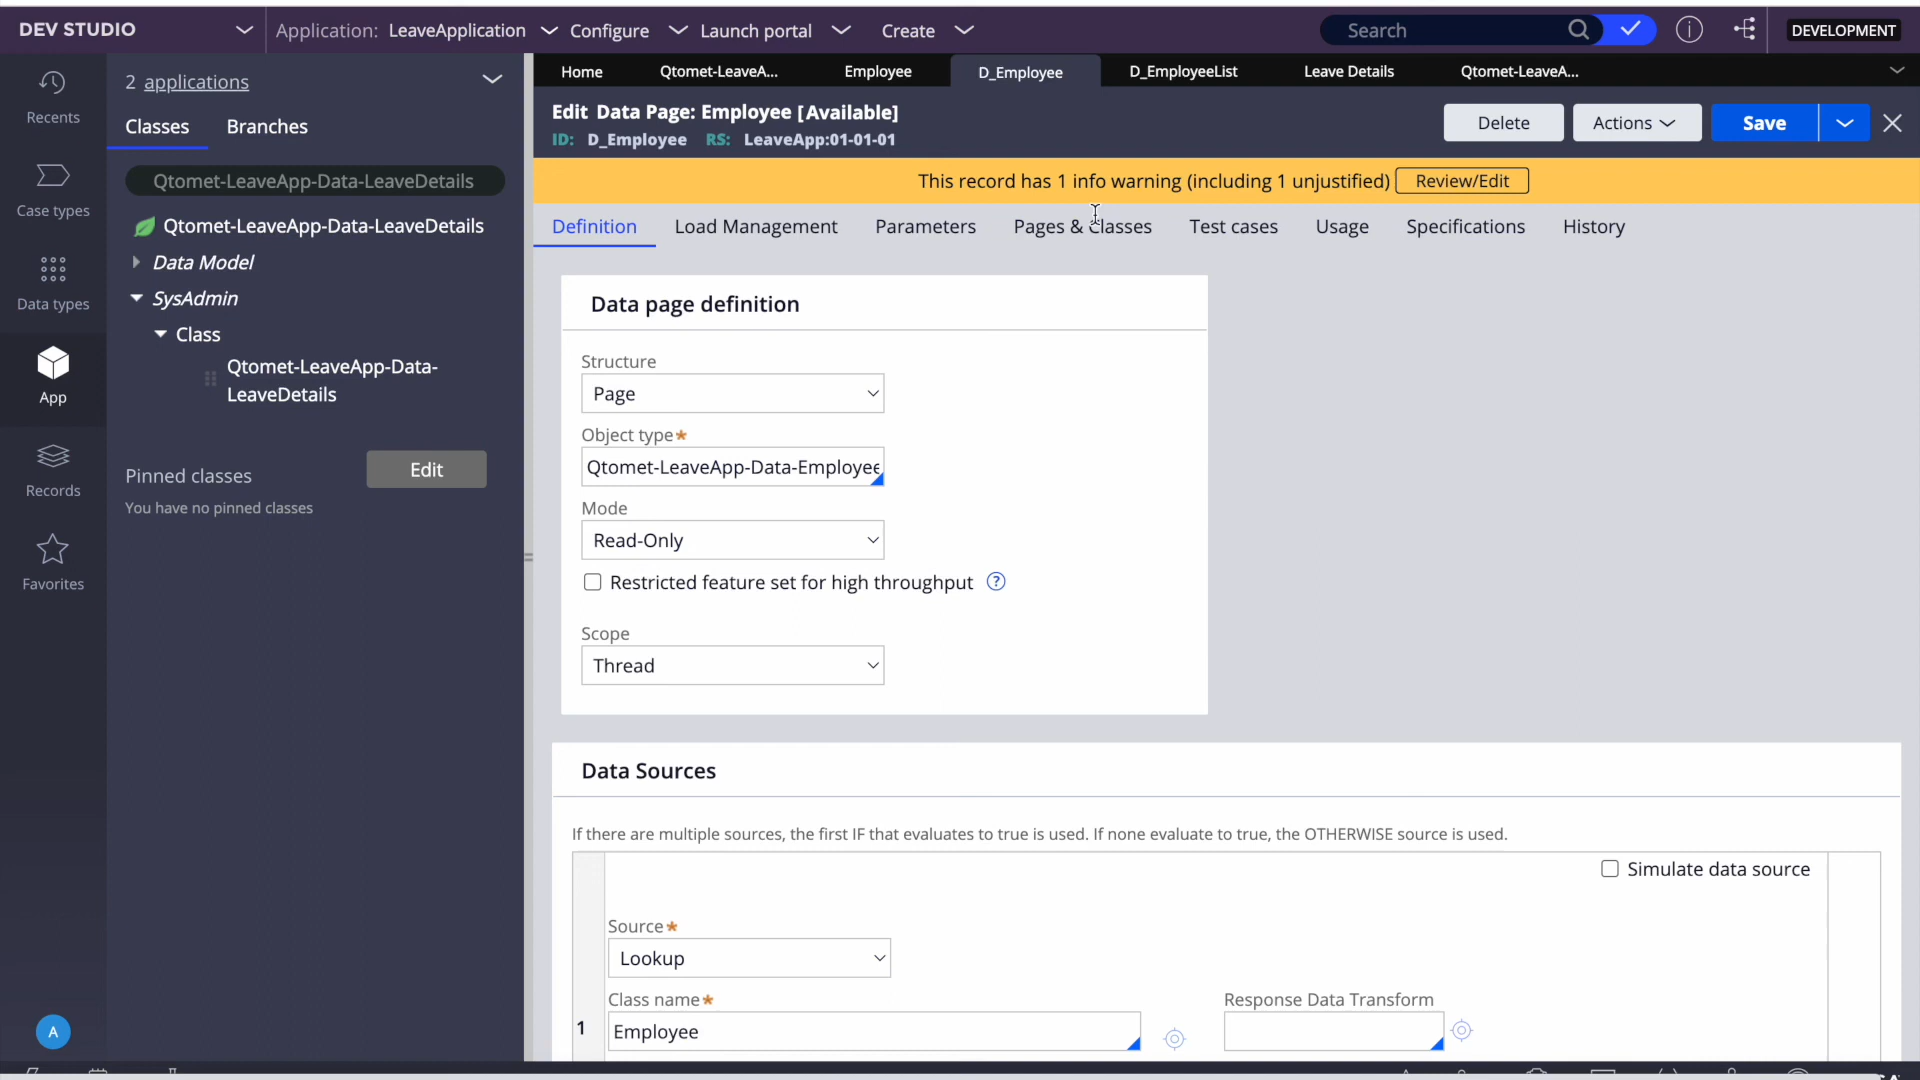 DEV STUDIO
Application: LeaveApplication
Configure
Launch portal
Create
Search
DEVELOPMENT
Recents
Case types
Data types
App
Records
Favorites
A
2 applications
Classes
Branches
Qtomet-LeaveApp-Data-LeaveDetails
Qtomet-LeaveApp-Data-LeaveDetails
Data Model
SysAdmin
Class
Qtomet-LeaveApp-Data-
LeaveDetails
Pinned classes
Edit
You have no pinned classes
Home
Qtomet-LeaveA...
Employee
D_Employee
D_EmployeeList
Leave Details
Qtomet-LeaveA...
Edit Data Page: Employee [Available]
ID: D_Employee RS: LeaveApp:01-01-01
Delete
Actions
Save
This record has 1 info warning (including 1 unjustified)
Review/Edit
Definition
Load Management
Parameters
Pages & Classes
Test cases
Usage
Specifications
History
Data page definition
Structure
Page
Object type*
Qtomet-LeaveApp-Data-Employee
Mode
Read-Only
Restricted feature set for high throughput ?
Scope
Thread
Data Sources
If there are multiple sources, the first IF that evaluates to true is used. If none evaluate to true, the OTHERWISE source is used.
Simulate data source
Source*
Lookup
Class name*
Response Data Transform
1
Employee